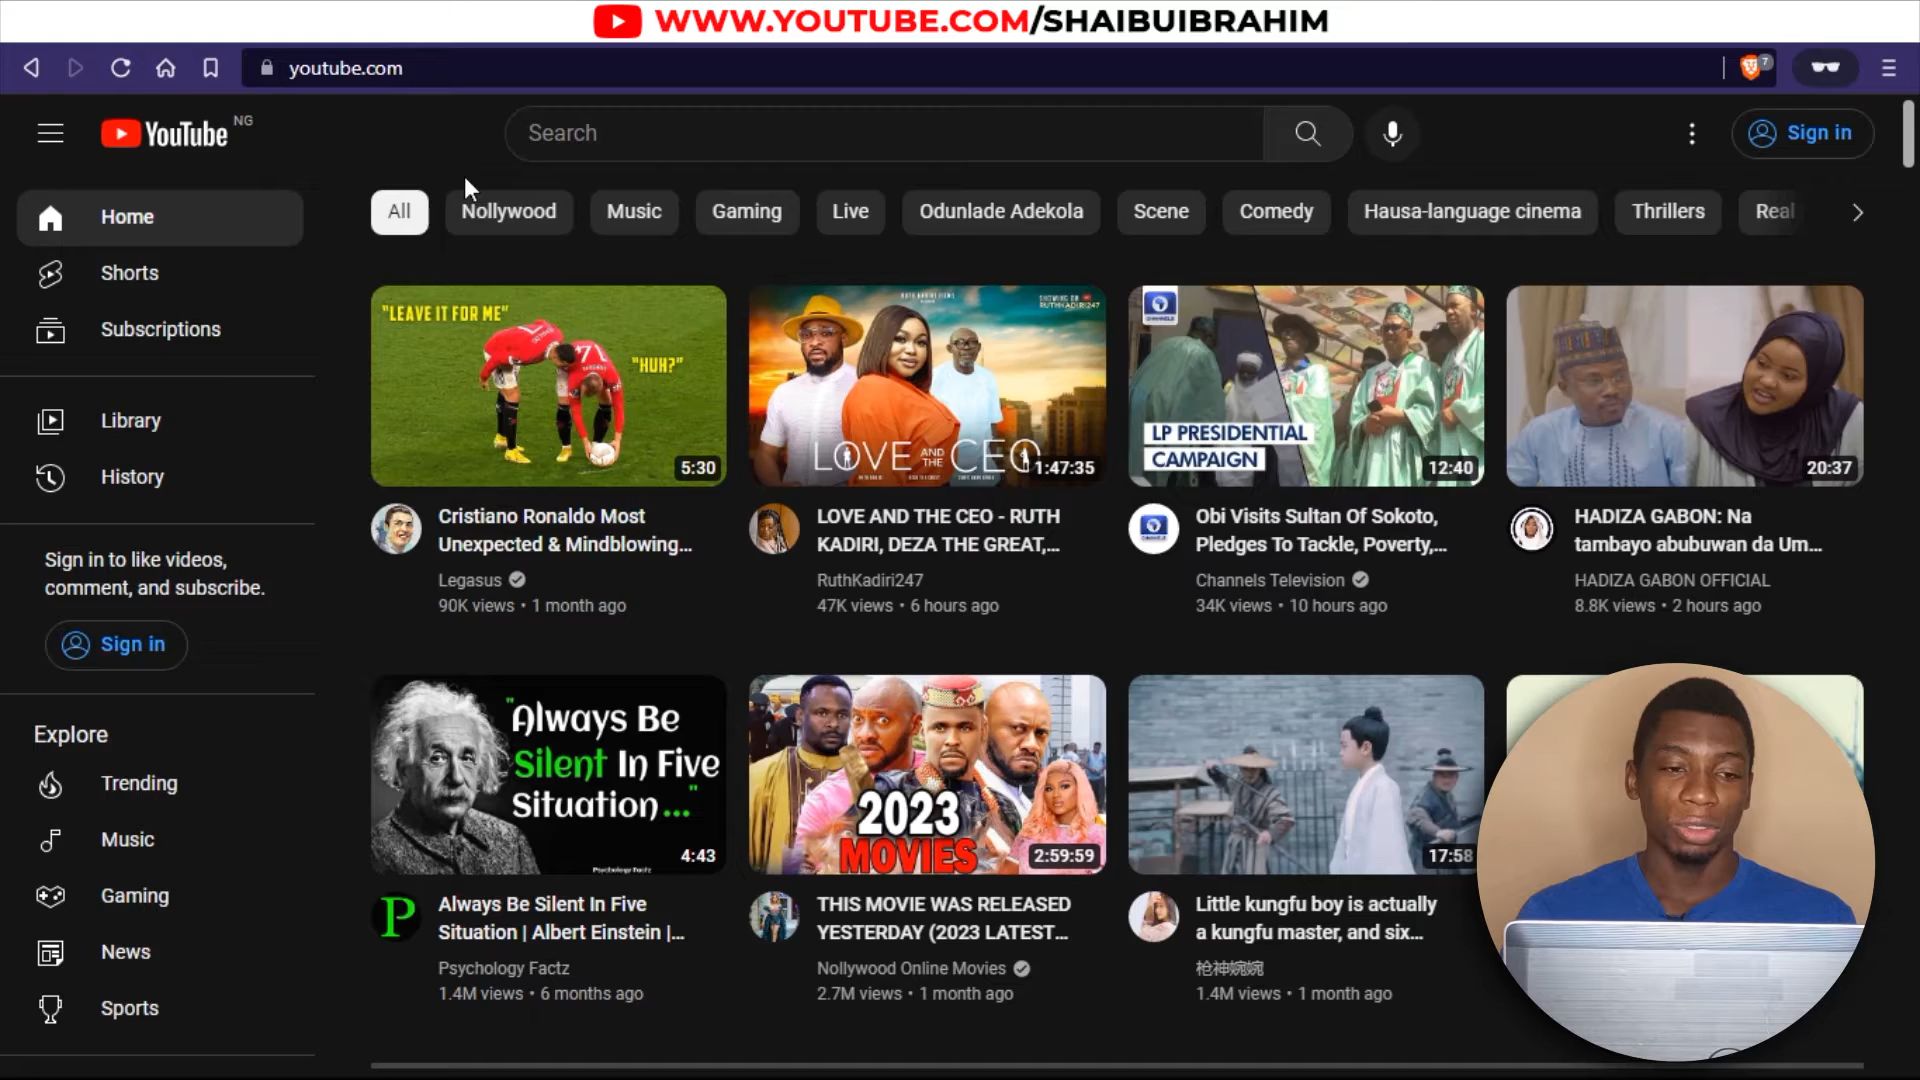 WWW.YOUTUBE.COM/SHAIBUIBRAHIM
youtube.com
7
YouTube NG
Search
Sign in
Home
Shorts
Subscriptions
Library
History
Sign in to like videos,
comment, and subscribe.
Sign in
Explore
Trending
Music
Gaming
News
Sports
All
Nollywood
Music
Gaming
Live
Odunlade Adekola
Scene
Comedy
Hausa-language cinema
Thrillers
Real
"LEAVE IT FOR ME"
"HUH?"
5:30
Cristiano Ronaldo Most
Unexpected & Mindblowing...
Legasus
90K views • 1 month ago
SHOWING ON
RUTHKADIRI247
LOVE AND THE CEO
1:47:35
LOVE AND THE CEO - RUTH
KADIRI, DEZA THE GREAT,...
RuthKadiri247
47K views • 6 hours ago
CHANNELS
LP PRESIDENTIAL
CAMPAIGN
12:40
Obi Visits Sultan Of Sokoto,
Pledges To Tackle, Poverty,...
Channels Television
34K views • 10 hours ago
20:37
HADIZA GABON: Na
tambayo abubuwan da Um...
HADIZA GABON OFFICIAL
8.8K views • 2 hours ago
"Always Be
Silent In Five
Situation..."
Psychology Factz
4:43
P
Always Be Silent In Five
Situation | Albert Einstein |...
Psychology Factz
1.4M views • 6 months ago
2023
MOVIES
2:59:59
THIS MOVIE WAS RELEASED
YESTERDAY (2023 LATEST...
Nollywood Online Movies
2.7M views • 1 month ago
17:58
Little kungfu boy is actually
a kungfu master, and six...
枪神婉婉
1.4M views • 1 month ago